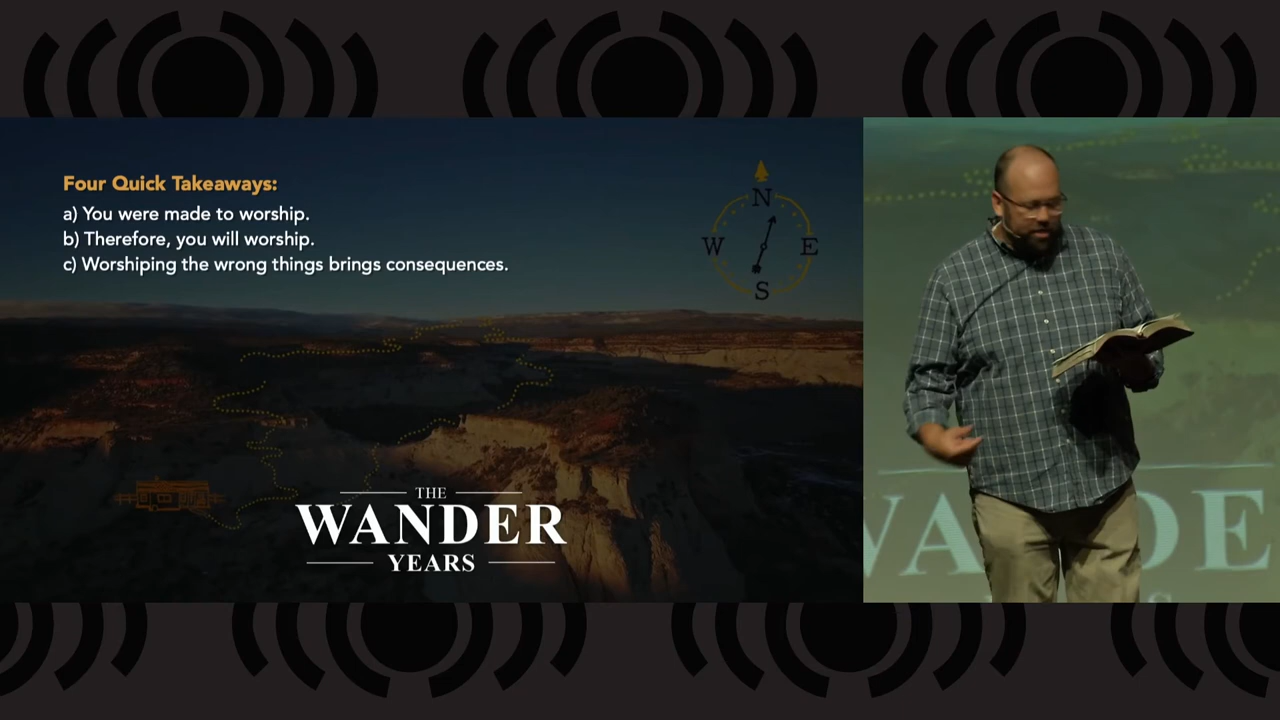 Four Quick Takeaways:
a) You were made to worship.
b) Therefore, you will worship.
c) Worshiping the wrong things brings consequences.
N
W E
S
THE
WANDER
YEARS
WANDE